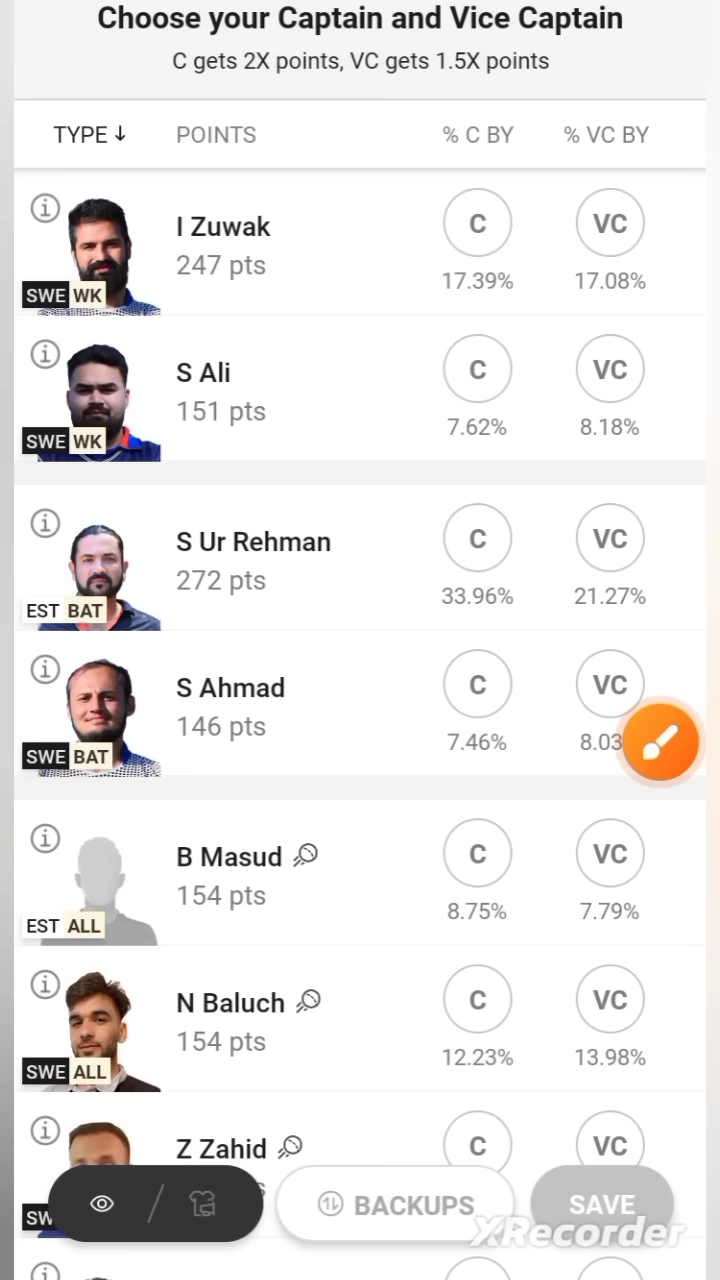 Choose your Captain and Vice Captain
C gets 2X points, VC gets 1.5X points
TYPE POINTS % C BY % VC BY
I Zuwak C VC
247 pts 17.39% 17.08%
SWE WK
S Ali C VC
151 pts 7.62% 8.18%
SWE WK
S Ur Rehman C VC
272 pts 33.96% 21.27%
EST BAT
S Ahmad C VC
146 pts 7.46% 8.03
SWE BAT
B Masud C VC
154 pts 8.75% 7.79%
EST ALL
N Baluch C VC
154 pts 12.23% 13.98%
SWE ALL
Z Zahid C VC
BACKUPS SAVE
XRecorder